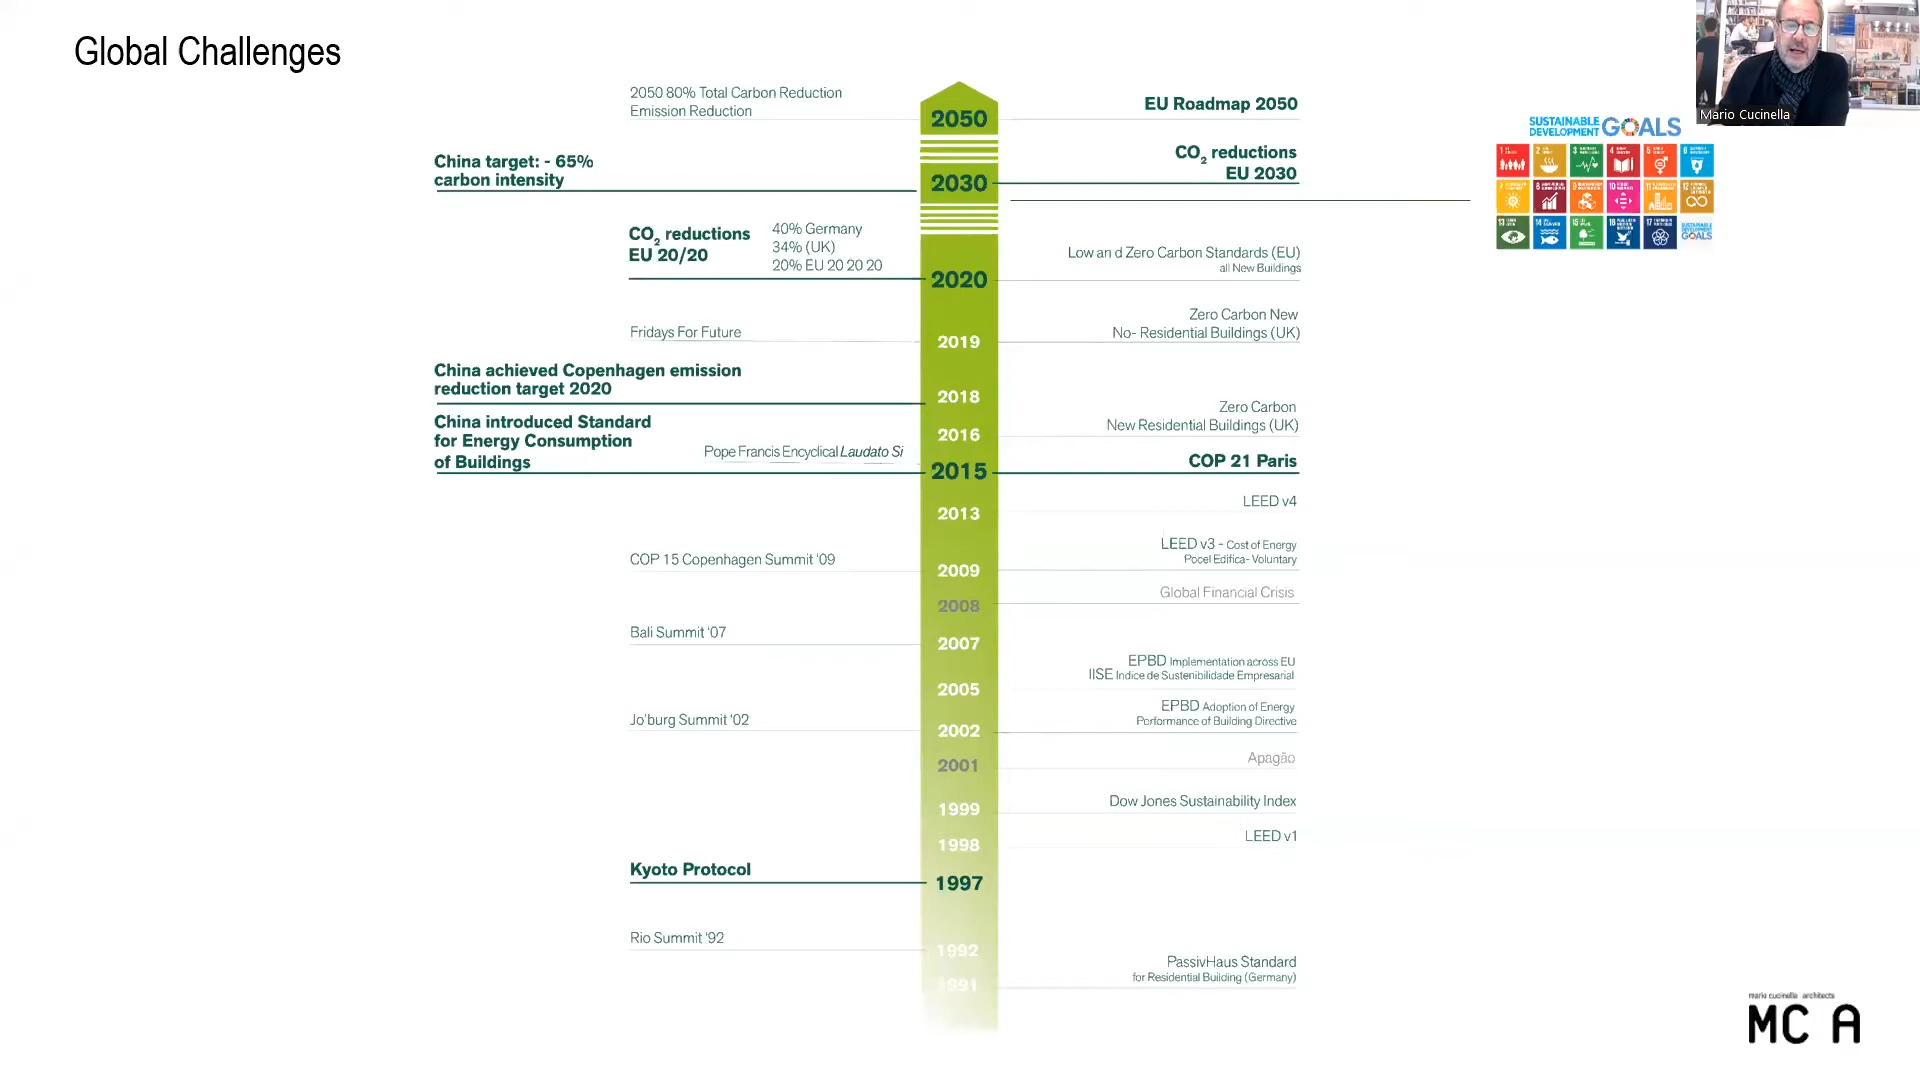 Global Challenges
Mario Cucinella
2050 80% Total Carbon Reduction
Emission Reduction
2050
EU Roadmap 2050
SUSTAINABLE
DEVELOPMENT GOALS
China target: - 65%
carbon intensity
2030
CO2 reductions
EU 2030
CO2 reductions
EU 20/20
40% Germany
34% (UK)
20% EU 20 20 20
2020
Low an d Zero Carbon Standards (EU)
all New Buildings
Fridays For Future
2019
Zero Carbon New
No- Residential Buildings (UK)
China achieved Copenhagen emission
reduction target 2020
2018
China introduced Standard
for Energy Consumption
of Buildings
2016
Zero Carbon
New Residential Buildings (UK)
Pope Francis Encyclical Laudato Si
2015
COP 21 Paris
2013
LEED v4
COP 15 Copenhagen Summit '09
2009
LEED v3 - Cost of Energy
Pocel Edifica- Voluntary
2008
Global Financial Crisis
Bali Summit '07
2007
2005
EPBD Implementation across EU
IISE Indice de Sustenibilidade Empresarial
Jo'burg Summit '02
2002
EPBD Adoption of Energy
Performance of Building Directive
2001
Apagão
1999
Dow Jones Sustainability Index
1998
LEED v1
Kyoto Protocol
1997
Rio Summit '92
1992
1991
PassivHaus Standard
for Residential Building (Germany)
mario cucinella architects
MC A